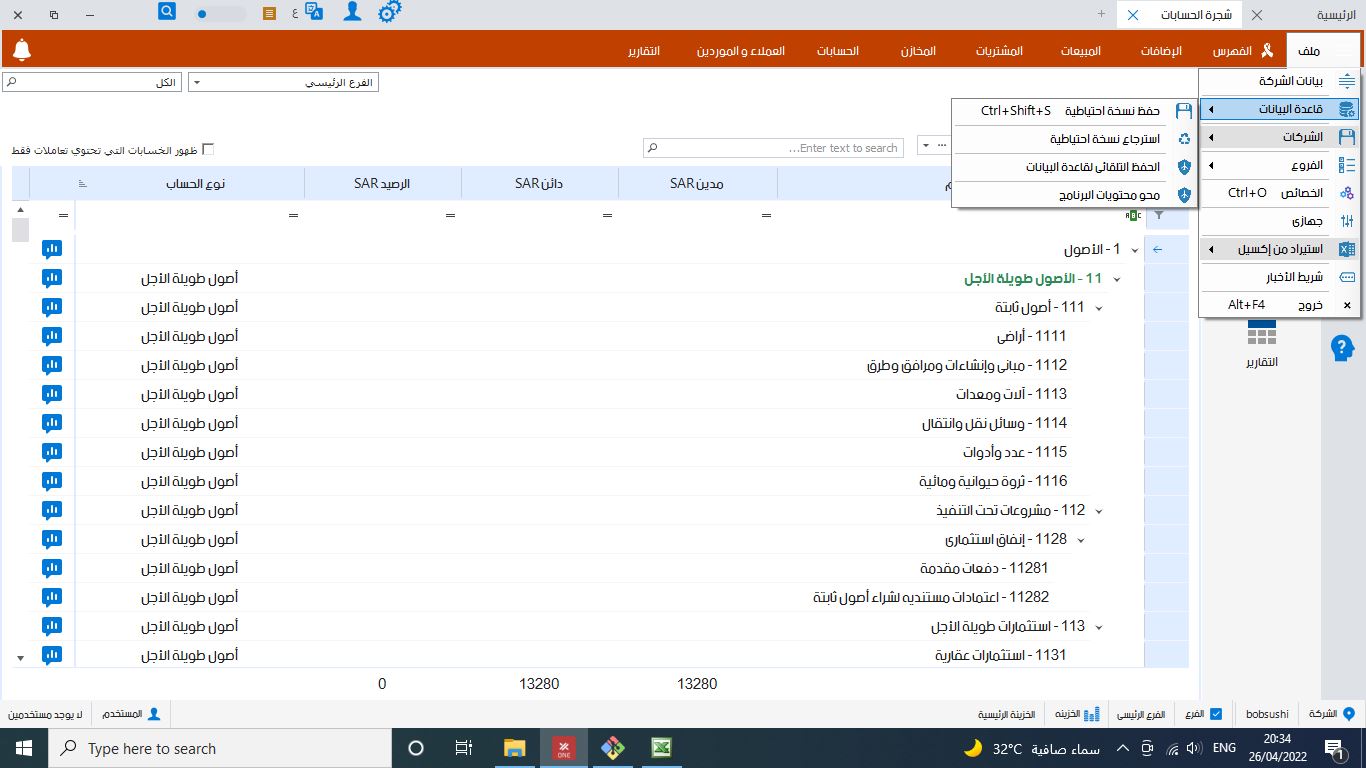 الرئيسية
شجرة الحسابات
ع
ملف
الفهرس
الإضافات
المبيعات
المشتريات
المخازن
الحسابات
العملاء و الموردين
التقارير
الفرع الرئيسي
الكل
بيانات الشركة
قاعدة البيانات
الشركات
الفروع
الخصائص Ctrl+O
جهازي
استيراد من إكسيل
شريط الأخبار
خروج Alt+F4
حفظ نسخة احتياطية Ctrl+Shift+S
استرجاع نسخة احتياطية
الحفظ التلقائي لقاعدة البيانات
محو محتويات البرنامج
التقارير
Enter text to search...
ظهور الحسابات التي تحتوي تعاملات فقط
مدين SAR
دائن SAR
الرصيد SAR
نوع الحساب
1 - الأصول
11 - الأصول طويلة الأجل أصول طويلة الأجل
111 - أصول ثابتة أصول طويلة الأجل
1111 - أراضي أصول طويلة الأجل
1112 - مباني وإنشاءات ومرافق وطرق أصول طويلة الأجل
1113 - آلات ومعدات أصول طويلة الأجل
1114 - وسائل نقل وانتقال أصول طويلة الأجل
1115 - عدد وأدوات أصول طويلة الأجل
1116 - ثروة حيوانية ومائية أصول طويلة الأجل
112 - مشروعات تحت التنفيذ أصول طويلة الأجل
1128 - إنفاق استثماري أصول طويلة الأجل
11281 - دفعات مقدمة أصول طويلة الأجل
11282 - اعتمادات مستنديه لشراء أصول ثابتة أصول طويلة الأجل
113 - استثمارات طويلة الأجل أصول طويلة الأجل
1131 - استثمارات عقارية أصول طويلة الأجل
13280 13280 0
الشركة bobsushi الفرع الفرع الرئيسي الخزينه الخزينة الرئيسية المستخدم لا يوجد مستخدمين
Type here to search
ONE
32°C سماء صافية
ENG
20:34
26/04/2022
1